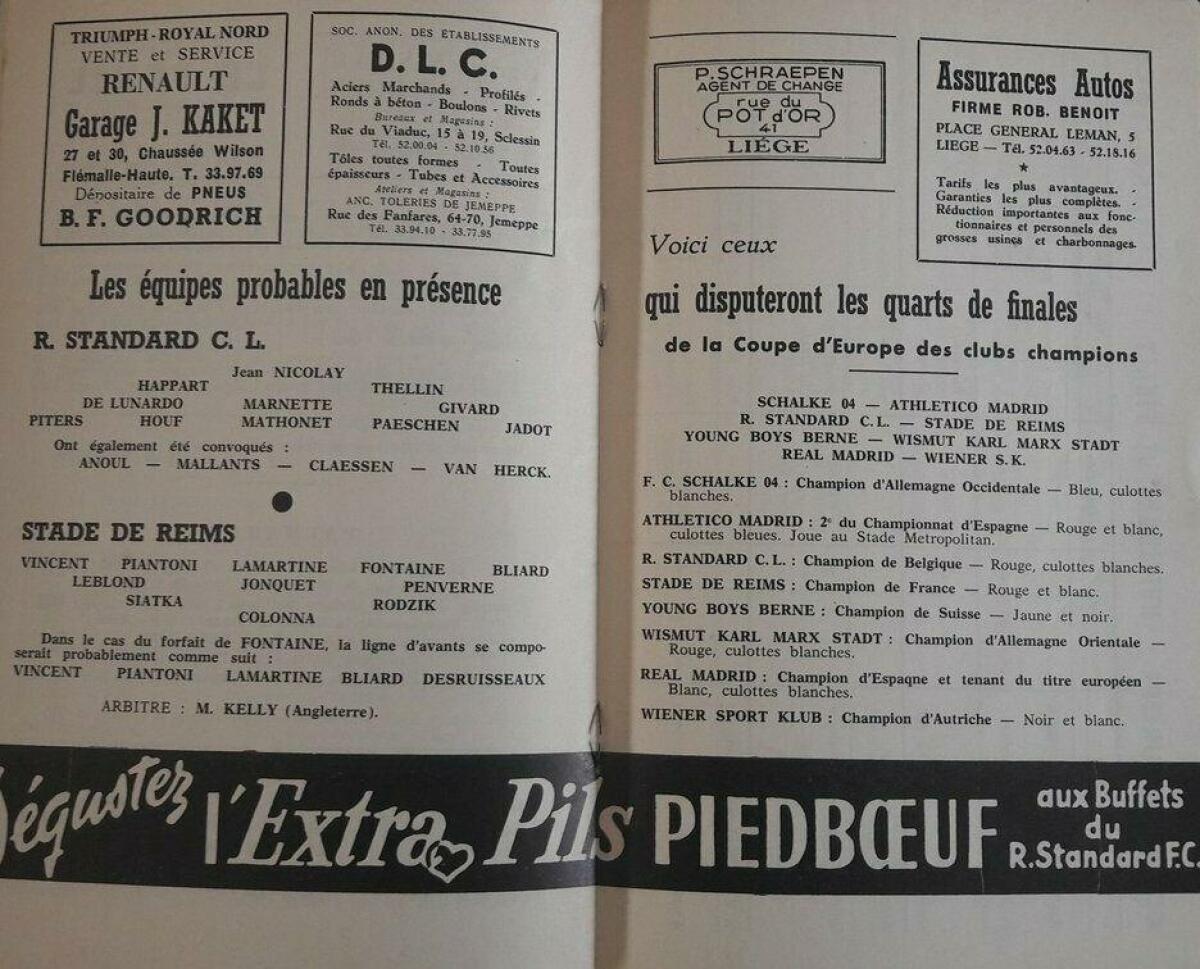 TRIUMPH - ROYAL NORD
VENTE et SERVICE
RENAULT
Garage J. KAKET
27 et 30, Chaussée Wilson
Flémalle-Haute. T. 33.97.69
Dépositaire de PNEUS
B. F. GOODRICH
SOC. ANON. DES ÉTABLISSEMENTS
D. L. C.
Aciers Marchands - Profilés -
Ronds à béton - Boulons - Rivets
Bureaux et Magasins :
Rue du Viaduc, 15 à 19, Sclessin
Tél. 52.00.04 - 52.10.56
Tôles toutes formes - Toutes
épaisseurs - Tubes et Accessoires
Ateliers et Magasins :
ANC. TOLERIES DE JEMEPPE
Rue des Fanfares, 64-70, Jemeppe
Tél. 33.94.10 - 33.77.95
Les équipes probables en présence
R. STANDARD C. L.
Jean NICOLAY
HAPPART THELLIN
DE LUNARDO MARNETTE GIVARD
PITERS HOUF MATHONET PAESCHEN JADOT
Ont également été convoqués :
ANOUL — MALLANTS — CLAESSEN — VAN HERCK.
STADE DE REIMS
VINCENT PIANTONI LAMARTINE FONTAINE BLIARD
LEBLOND JONQUET PENVERNE
SIATKA RODZIK
COLONNA
Dans le cas du forfait de FONTAINE, la ligne d'avants se compo-
serait probablement comme suit :
VINCENT PIANTONI LAMARTINE BLIARD DESRUISSEAUX
ARBITRE : M. KELLY (Angleterre).
P. SCHRAEPEN
AGENT DE CHANGE
rue du
POT d'OR
41
LIÉGE
Assurances Autos
FIRME ROB. BENOIT
PLACE GENERAL LEMAN, 5
LIEGE — Tél. 52.04.63 - 52.18.16
★
Tarifs les plus avantageux. -
Garanties les plus complètes. -
Réduction importantes aux fonc-
tionnaires et personnels des
grosses usines et charbonnages.
Voici ceux
qui disputeront les quarts de finales
de la Coupe d'Europe des clubs champions
SCHALKE 04 — ATHLETICO MADRID
R. STANDARD C. L. — STADE DE REIMS
YOUNG BOYS BERNE — WISMUT KARL MARX STADT
REAL MADRID — WIENER S. K.
F. C. SCHALKE 04 : Champion d'Allemagne Occidentale — Bleu, culottes
blanches.
ATHLETICO MADRID : 2e du Championnat d'Espagne — Rouge et blanc,
culottes bleues. Joue au Stade Metropolitan.
R. STANDARD C. L. : Champion de Belgique — Rouge, culottes blanches.
STADE DE REIMS : Champion de France — Rouge et blanc.
YOUNG BOYS BERNE : Champion de Suisse — Jaune et noir.
WISMUT KARL MARX STADT : Champion d'Allemagne Orientale —
Rouge, culottes blanches.
REAL MADRID : Champion d'Espaqne et tenant du titre européen —
Blanc, culottes blanches.
WIENER SPORT KLUB : Champion d'Autriche — Noir et blanc.
Dégustez l'Extra Pils PIEDBŒUF
aux Buffets
du
R. Standard F.C.